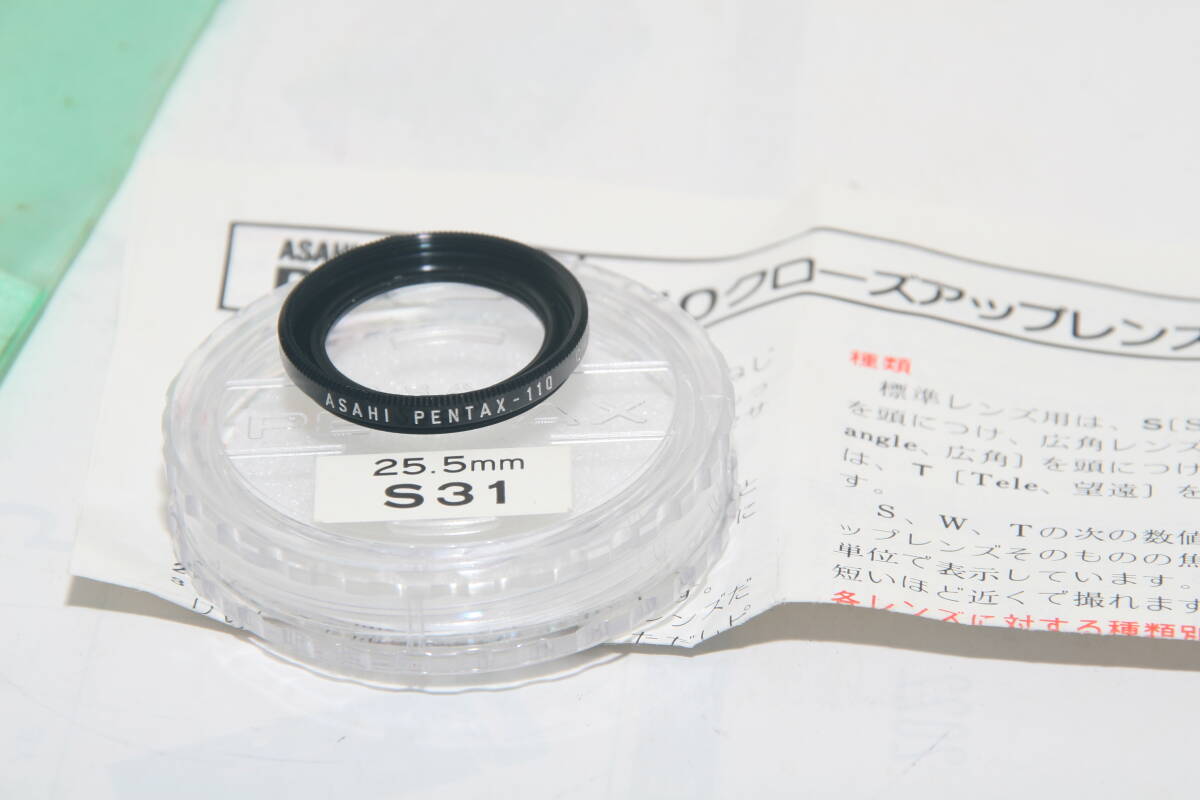 ASAHI
クローズアップレンズ
ASAHI PENTAX-110
PENTAX
25.5mm
S31
種類
標準レンズ用は、S〔S
を頭につけ、広角レンズ
angle、広角〕を頭につけ
は、T〔Tele、望遠〕を
す。
S、W、Tの次の数値
ップレンズそのものの焦
単位で表示しています。
短いほど近くで撮れます
各レンズに対する種類別